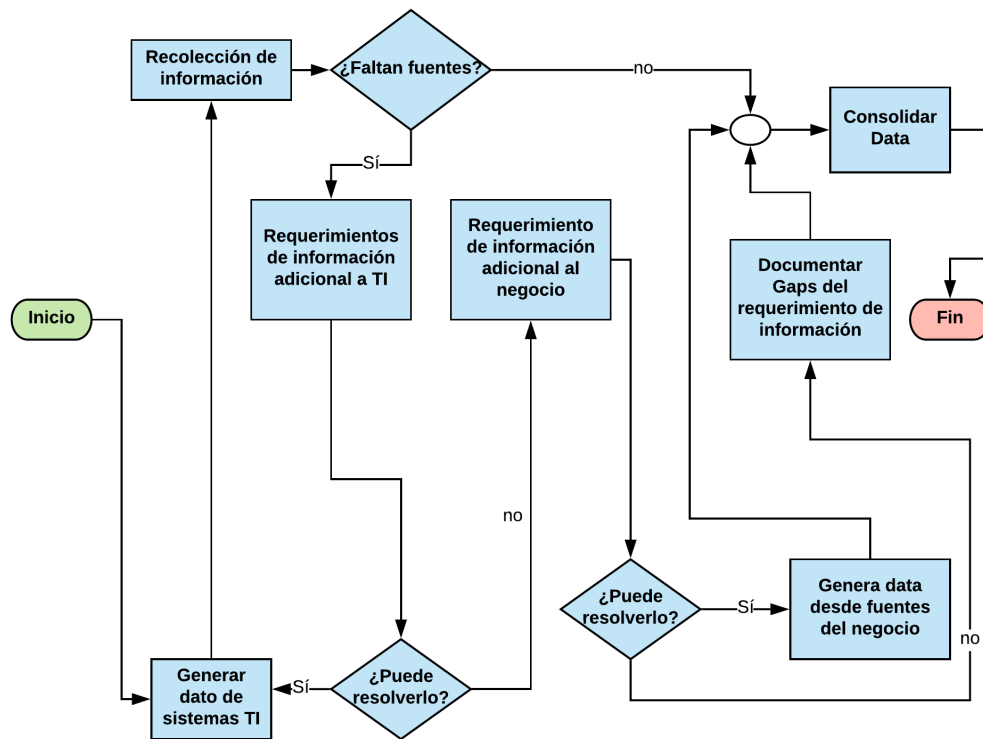 Recolección de
información
¿Faltan fuentes?
no
Consolidar
Data
Sí
Requerimientos
de información
adicional a TI
Requerimiento
de información
adicional al
negocio
Documentar
Gaps del
requerimiento de
información
Inicio
Fin
no
¿Puede
resolverlo?
Sí
Genera data
desde fuentes
del negocio
no
Generar
dato de
sistemas TI
Sí
¿Puede
resolverlo?